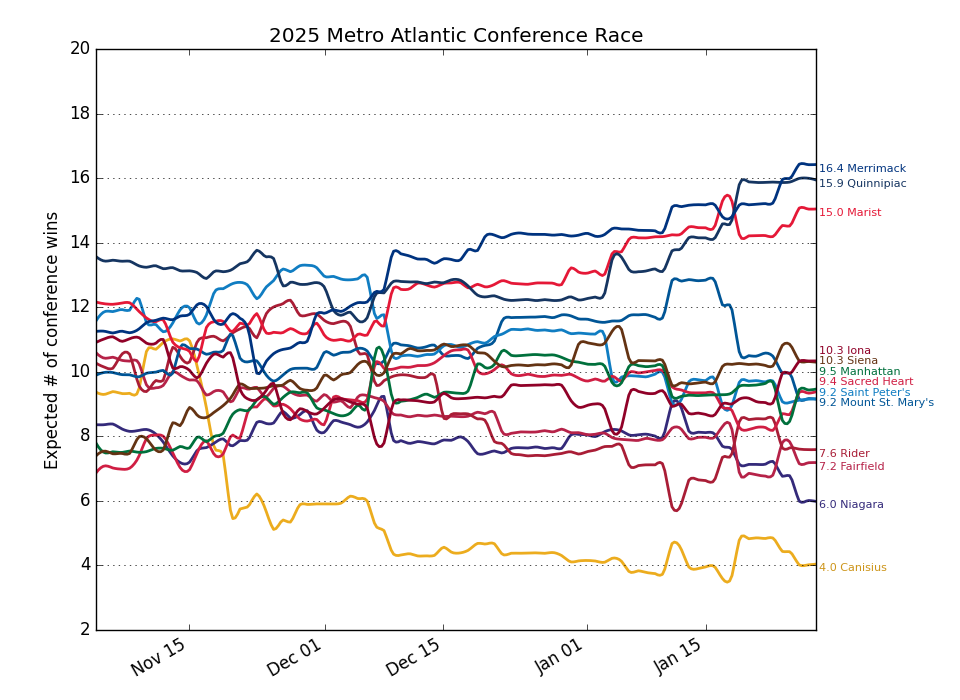 2025 Metro Atlantic Conference Race
Expected # of conference wins
20
18
16
14
12
10
8
6
4
2
Nov 15
Dec 01
Dec 15
Jan 01
Jan 15
16.4 Merrimack
15.9 Quinnipiac
15.0 Marist
10.3 Iona
10.3 Siena
9.5 Manhattan
9.4 Sacred Heart
9.2 Saint Peter's
9.2 Mount St. Mary's
7.6 Rider
7.2 Fairfield
6.0 Niagara
4.0 Canisius